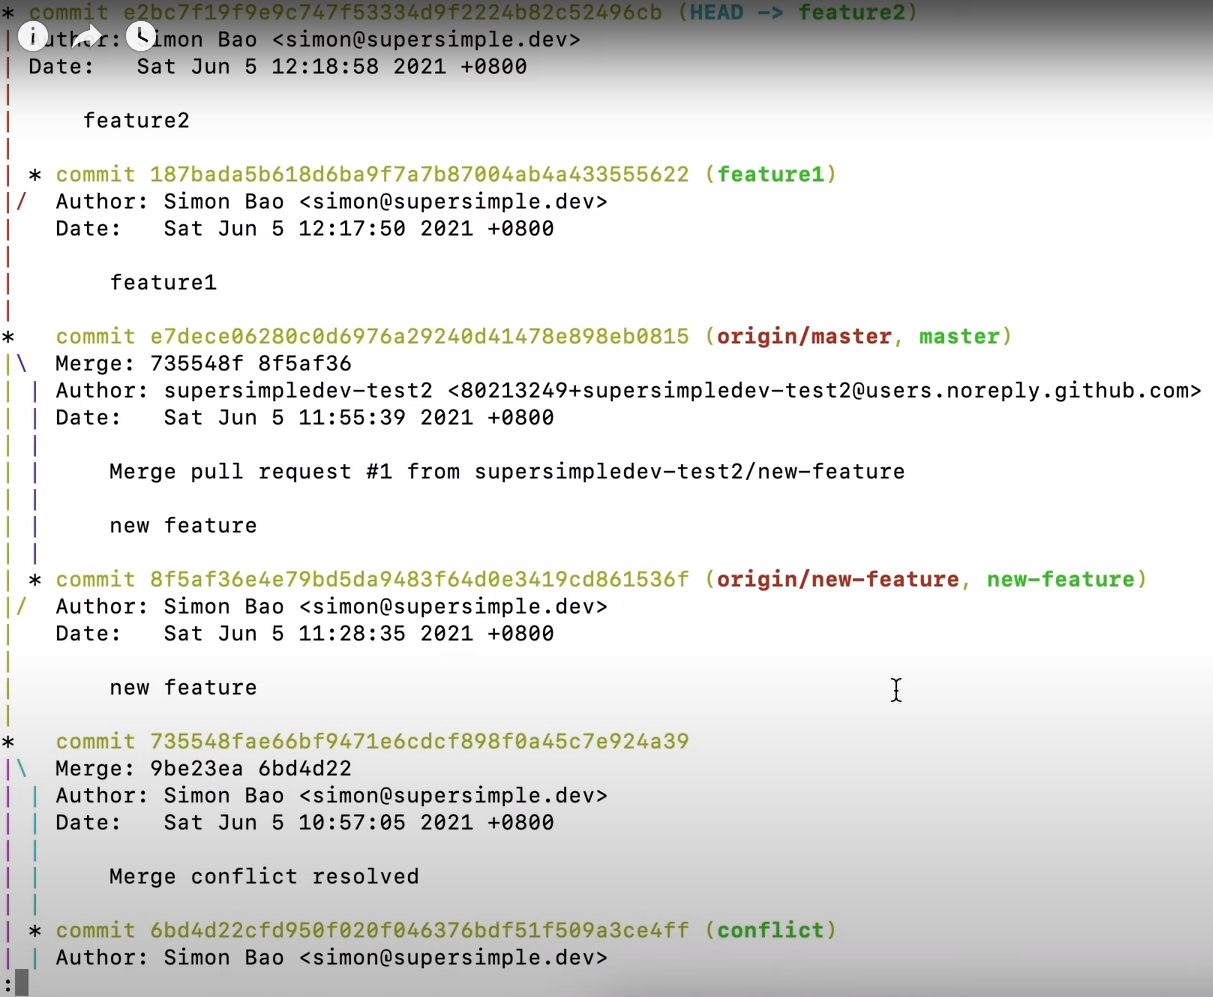 * commit e2bc7f19f9e9c747f53334d9f2224b82c52496cb (HEAD -> feature2)
| Author: Simon Bao <simon@supersimple.dev>
| Date:   Sat Jun 5 12:18:58 2021 +0800
|
|     feature2
|
| * commit 187bada5b618d6ba9f7a7b87004ab4a433555622 (feature1)
|/  Author: Simon Bao <simon@supersimple.dev>
|   Date:   Sat Jun 5 12:17:50 2021 +0800
|
|       feature1
|
*   commit e7dece06280c0d6976a29240d41478e898eb0815 (origin/master, master)
|\  Merge: 735548f 8f5af36
| | Author: supersimpledev-test2 <80213249+supersimpledev-test2@users.noreply.github.com>
| | Date:   Sat Jun 5 11:55:39 2021 +0800
| |
| |     Merge pull request #1 from supersimpledev-test2/new-feature
| |
| |     new feature
| |
| * commit 8f5af36e4e79bd5da9483f64d0e3419cd861536f (origin/new-feature, new-feature)
|/  Author: Simon Bao <simon@supersimple.dev>
|   Date:   Sat Jun 5 11:28:35 2021 +0800
|
|       new feature
|
*   commit 735548fae66bf9471e6cdcf898f0a45c7e924a39
|\  Merge: 9be23ea 6bd4d22
| | Author: Simon Bao <simon@supersimple.dev>
| | Date:   Sat Jun 5 10:57:05 2021 +0800
| |
| |     Merge conflict resolved
| |
| * commit 6bd4d22cfd950f020f046376bdf51f509a3ce4ff (conflict)
| | Author: Simon Bao <simon@supersimple.dev>
: